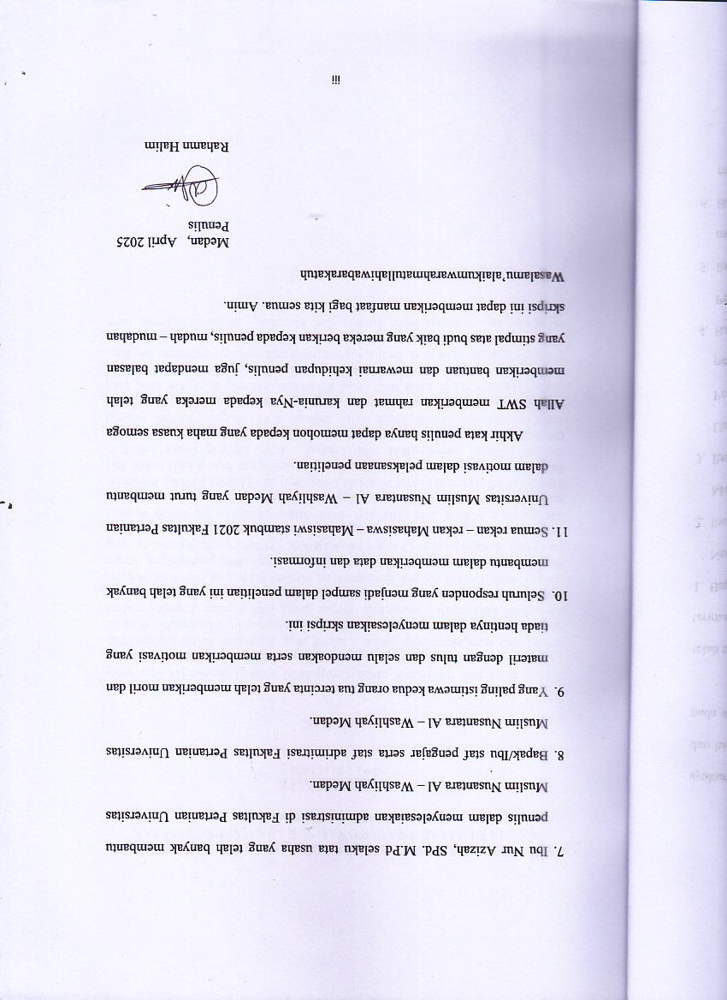 7. Ibu Nur Azizah, SPd. M.Pd selaku tata usaha yang telah banyak membantu
penulis dalam menyelesaiakan administrasi di Fakultas Pertanian Universitas
Muslim Nusantara Al – Washliyah Medan.
8. Bapak/Ibu staf pengajar serta staf adrimitrasi Fakultas Pertanian Universitas
Muslim Nusantara Al – Washliyah Medan.
9. Yang paling istimewa kedua orang tua tercinta yang telah memberikan moril dan
materil dengan tulus dan selalu mendoakan serta memberikan motivasi yang
tiada hentinya dalam menyelesaikan skripsi ini.
10. Seluruh responden yang menjadi sampel dalam penelitian ini yang telah banyak
membantu dalam memberikan data dan informasi.
11. Semua rekan – rekan Mahasiswa – Mahasiswi stambuk 2021 Fakultas Pertanian
Universitas Muslim Nusantara Al – Washliyah Medan yang turut membantu
dalam motivasi dalam pelaksanaan penelitian.
Akhir kata penulis hanya dapat memohon kepada yang maha kuasa semoga
Allah SWT memberikan rahmat dan karunia-Nya kepada mereka yang telah
memberikan bantuan dan mewarnai kehidupan penulis, juga mendapat balasan
yang stimpal atas budi baik yang mereka berikan kepada penulis, mudah – mudahan
skripsi ini dapat memberikan manfaat bagi kita semua. Amin.
Wasalamu'alaikumwarahmatullahiwabarakatuh
Medan, April 2025
Penulis
Rahamn Halim
iii